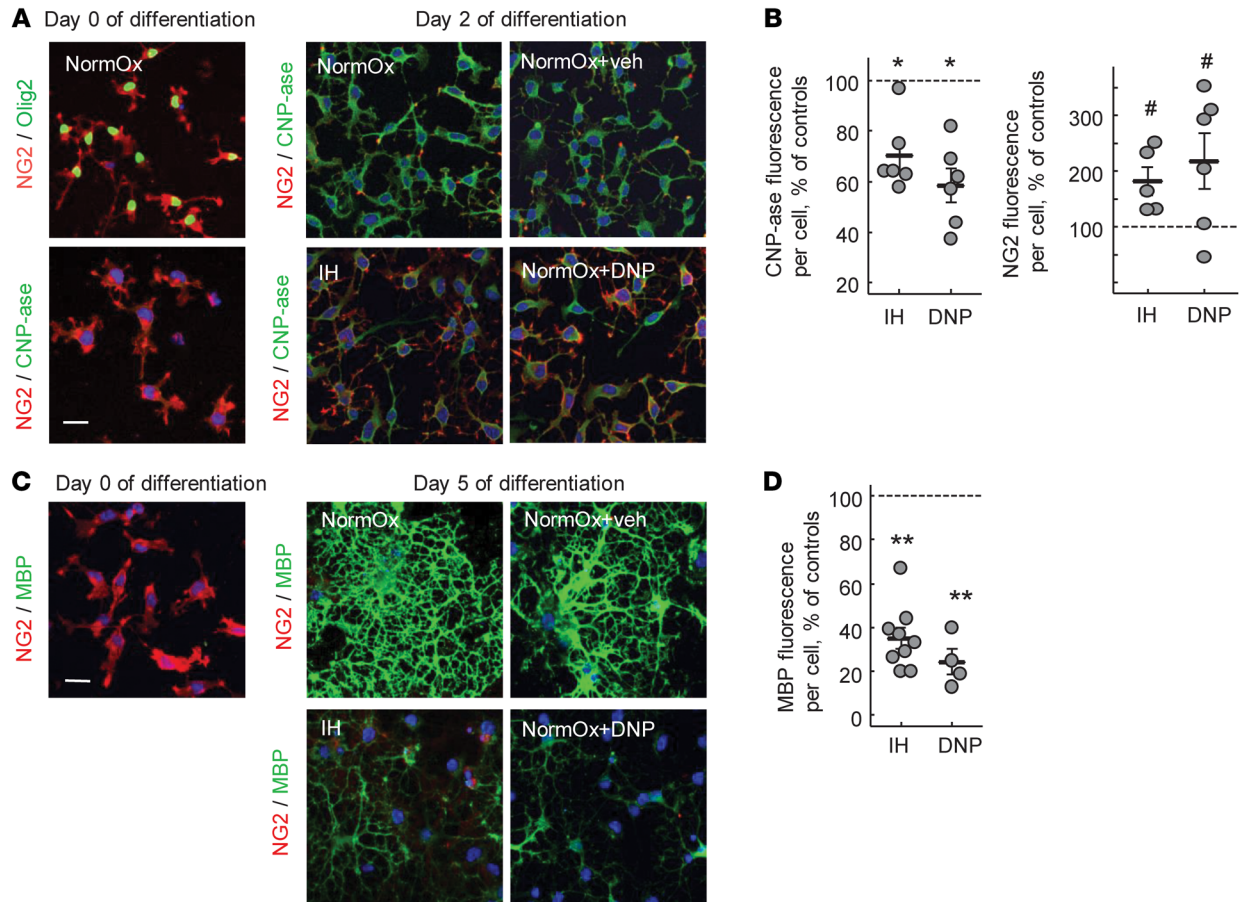 A
Day 0 of differentiation
Day 2 of differentiation
NG2 / Olig2
NormOx
NG2 / CNP-ase
NormOx
NormOx+veh
NG2 / CNP-ase
NG2 / CNP-ase
IH
NormOx+DNP
B
CNP-ase fluorescence
per cell, % of controls
100
80
60
40
20
* *
IH DNP
NG2 fluorescence
per cell, % of controls
300
200
100
# #
IH DNP
C
Day 0 of differentiation
Day 5 of differentiation
NG2 / MBP
NG2 / MBP
NormOx
NormOx+veh
NG2 / MBP
IH
NormOx+DNP
D
MBP fluorescence
per cell, % of controls
100
80
60
40
20
0
** **
IH DNP